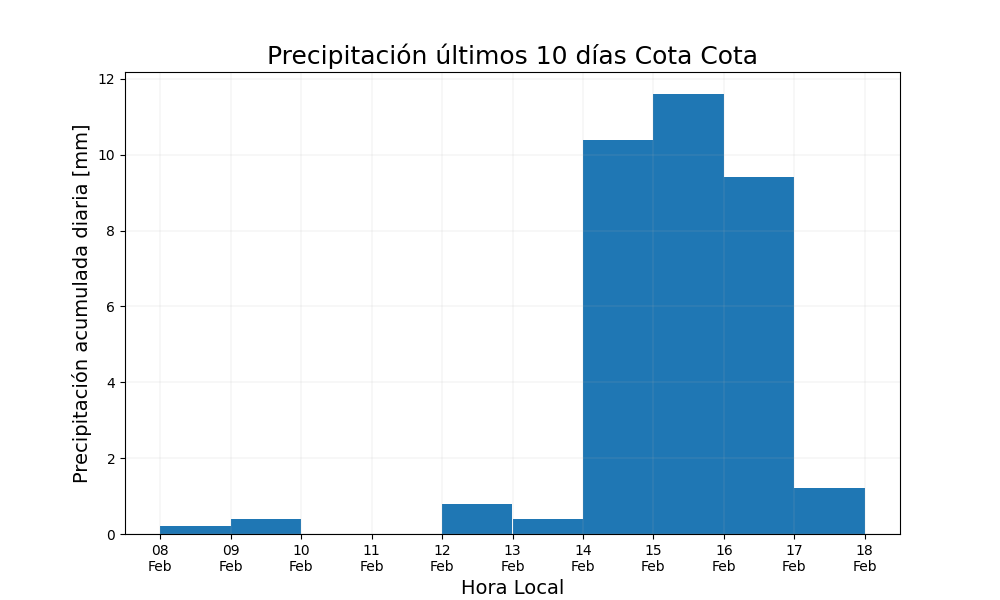 Precipitación últimos 10 días Cota Cota
Precipitación acumulada diaria [mm]
12
10
8
6
4
2
0
08 09 10 11 12 13 14 15 16 17 18
Feb Feb Feb Feb Feb Feb Feb Feb Feb Feb Feb
Hora Local